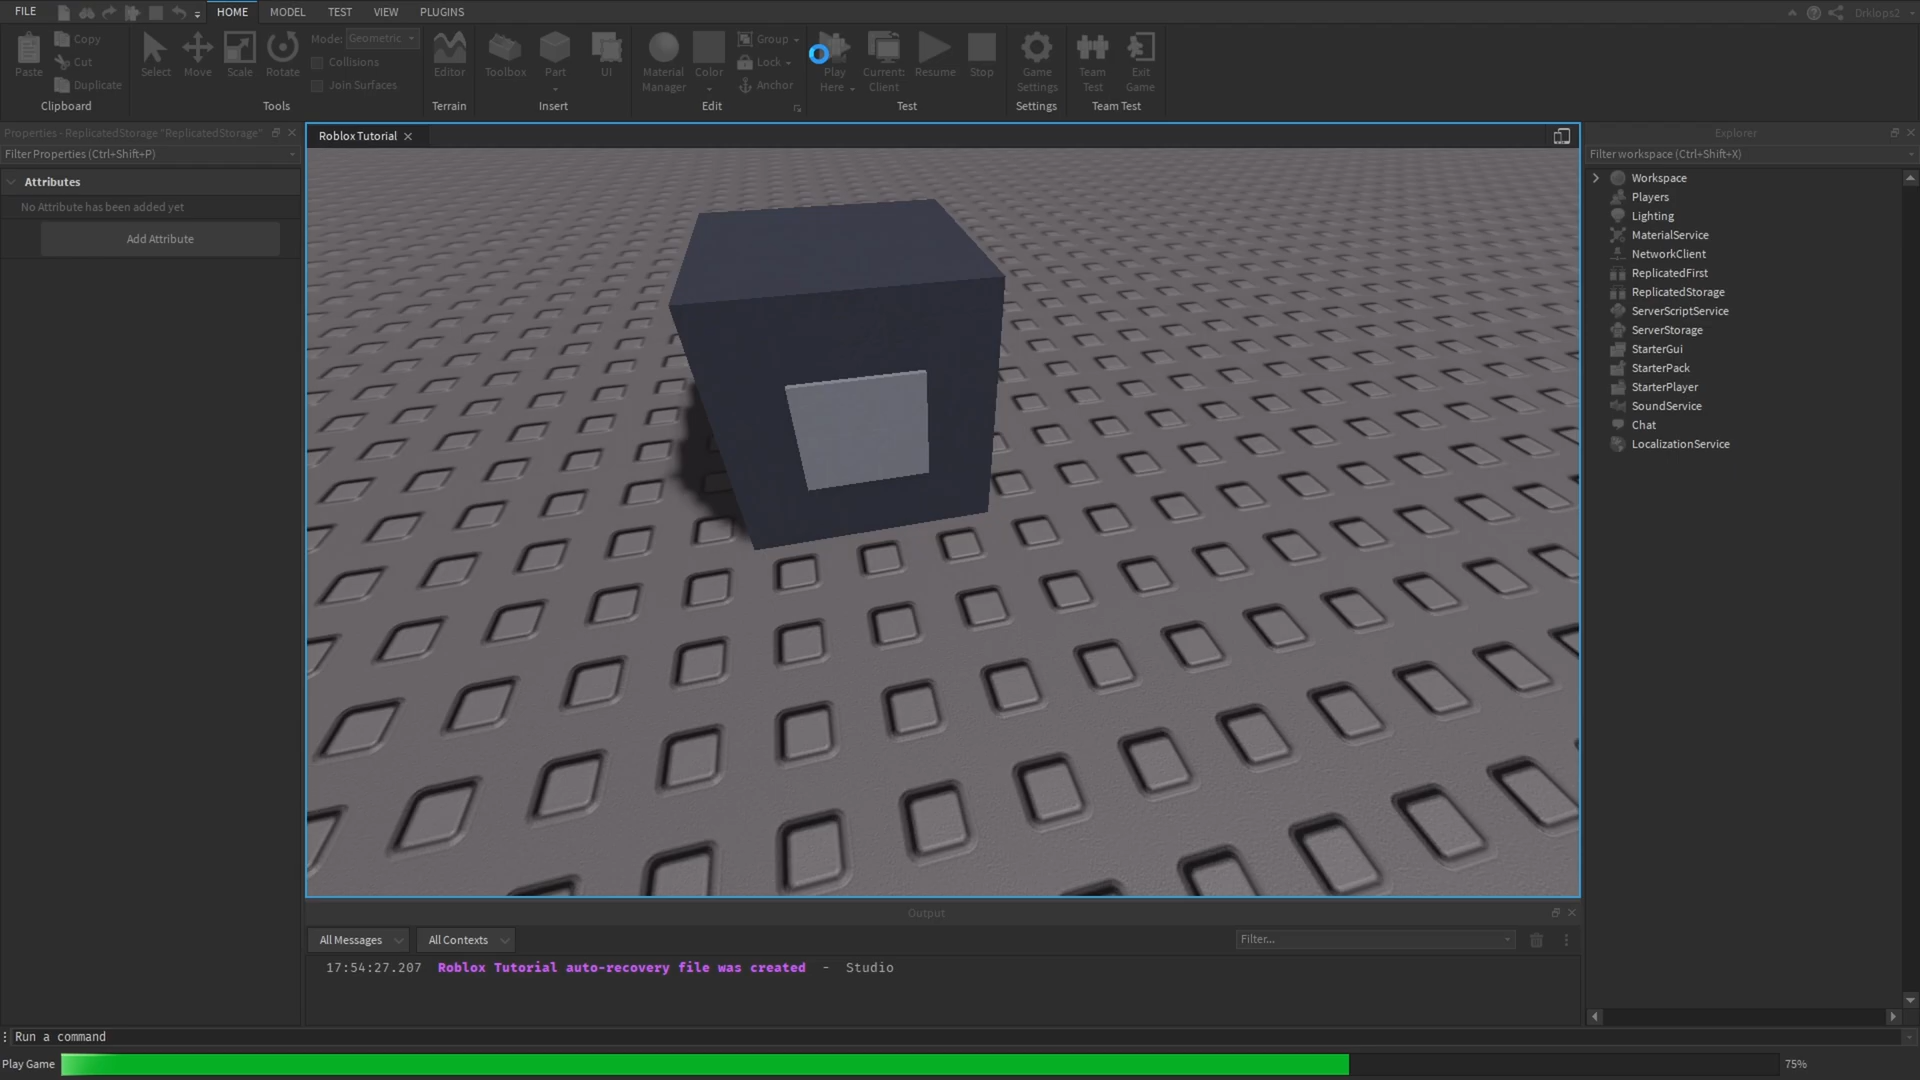 FILE HOME MODEL TEST VIEW PLUGINS Drklops2
Paste Copy Cut Duplicate Clipboard
Select Move Scale Rotate Mode: Geometric Collisions Join Surfaces Tools
Editor Terrain
Toolbox Part UI Insert
Material Manager Color Group Lock Anchor Edit
Play Here Current: Client Resume Stop Test
Game Settings Settings
Team Test Exit Game Team Test
Properties - ReplicatedStorage "ReplicatedStorage"
Filter Properties (Ctrl+Shift+P)
Attributes
No Attribute has been added yet
Add Attribute
Roblox Tutorial
Explorer
Filter workspace (Ctrl+Shift+X)
Workspace
Players
Lighting
MaterialService
NetworkClient
ReplicatedFirst
ReplicatedStorage
ServerScriptService
ServerStorage
StarterGui
StarterPack
StarterPlayer
SoundService
Chat
LocalizationService
Output
All Messages All Contexts Filter...
17:54:27.207 Roblox Tutorial auto-recovery file was created - Studio
Run a command
Play Game 75%